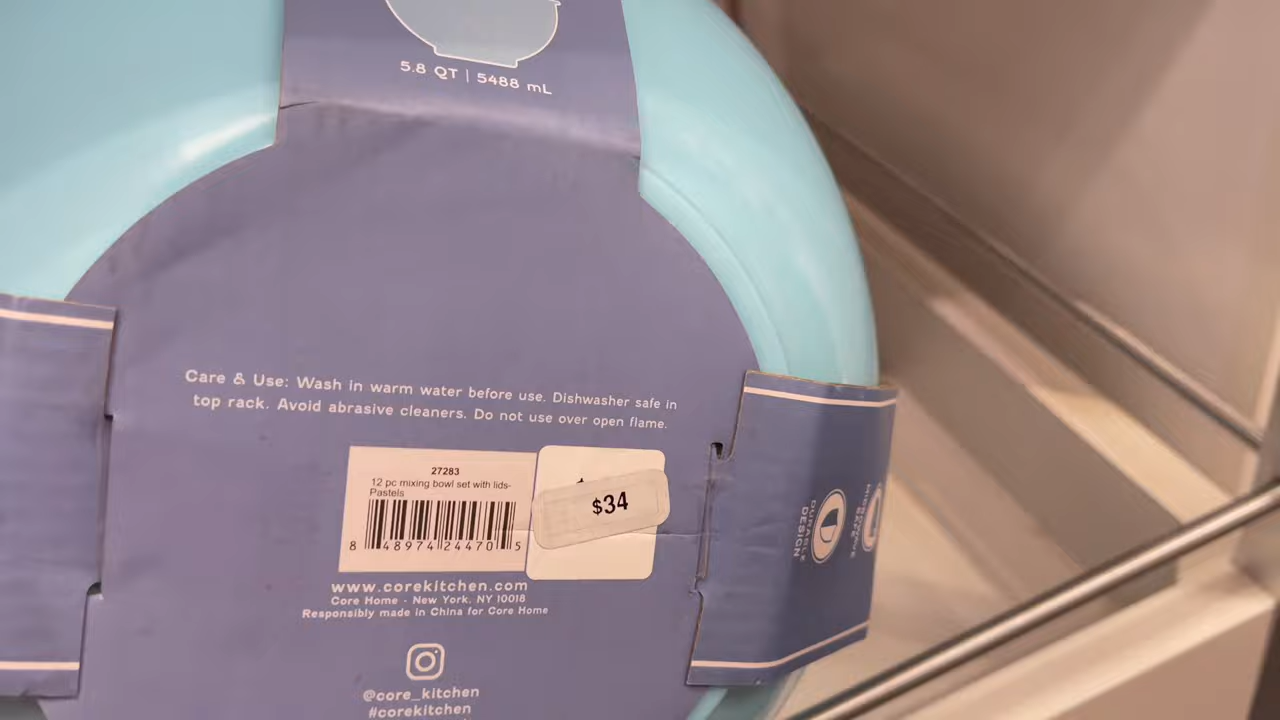 5.8 QT | 5488 mL
Care & Use: Wash in warm water before use. Dishwasher safe in
top rack. Avoid abrasive cleaners. Do not use over open flame.
27283
12 pc mixing bowl set with lids-
Pastels
8 48974 24470 5
$34
DURABLE
DESIGN
www.corekitchen.com
Core Home - New York, NY 10018
Responsibly made in China for Core Home
@core_kitchen
#corekitchen